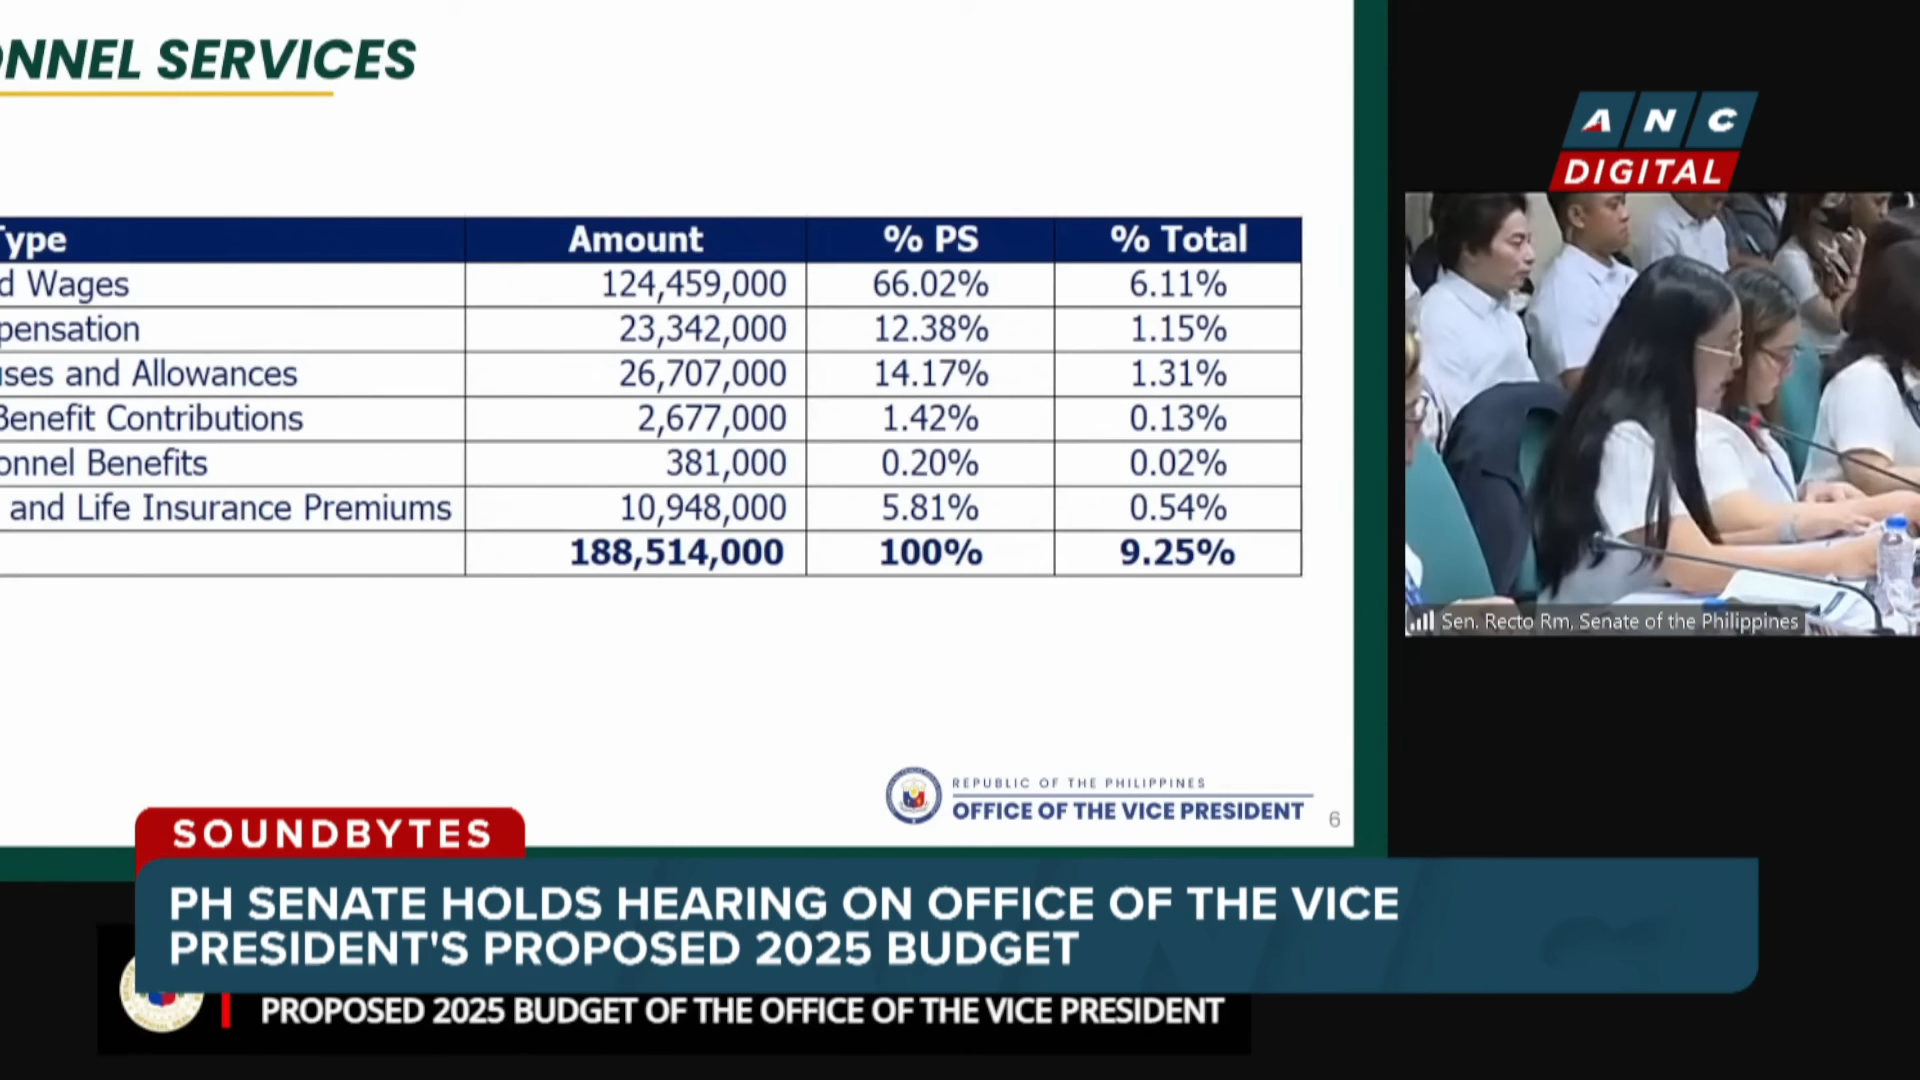 ONNEL SERVICES
ANC
DIGITAL
Type Amount % PS % Total
d Wages 124,459,000 66.02% 6.11%
pensation 23,342,000 12.38% 1.15%
uses and Allowances 26,707,000 14.17% 1.31%
Benefit Contributions 2,677,000 1.42% 0.13%
onnel Benefits 381,000 0.20% 0.02%
and Life Insurance Premiums 10,948,000 5.81% 0.54%
188,514,000 100% 9.25%
Sen. Recto Rm, Senate of the Philippines
REPUBLIC OF THE PHILIPPINES
OFFICE OF THE VICE PRESIDENT
6
SOUNDBYTES
PH SENATE HOLDS HEARING ON OFFICE OF THE VICE
PRESIDENT'S PROPOSED 2025 BUDGET
PROPOSED 2025 BUDGET OF THE OFFICE OF THE VICE PRESIDENT